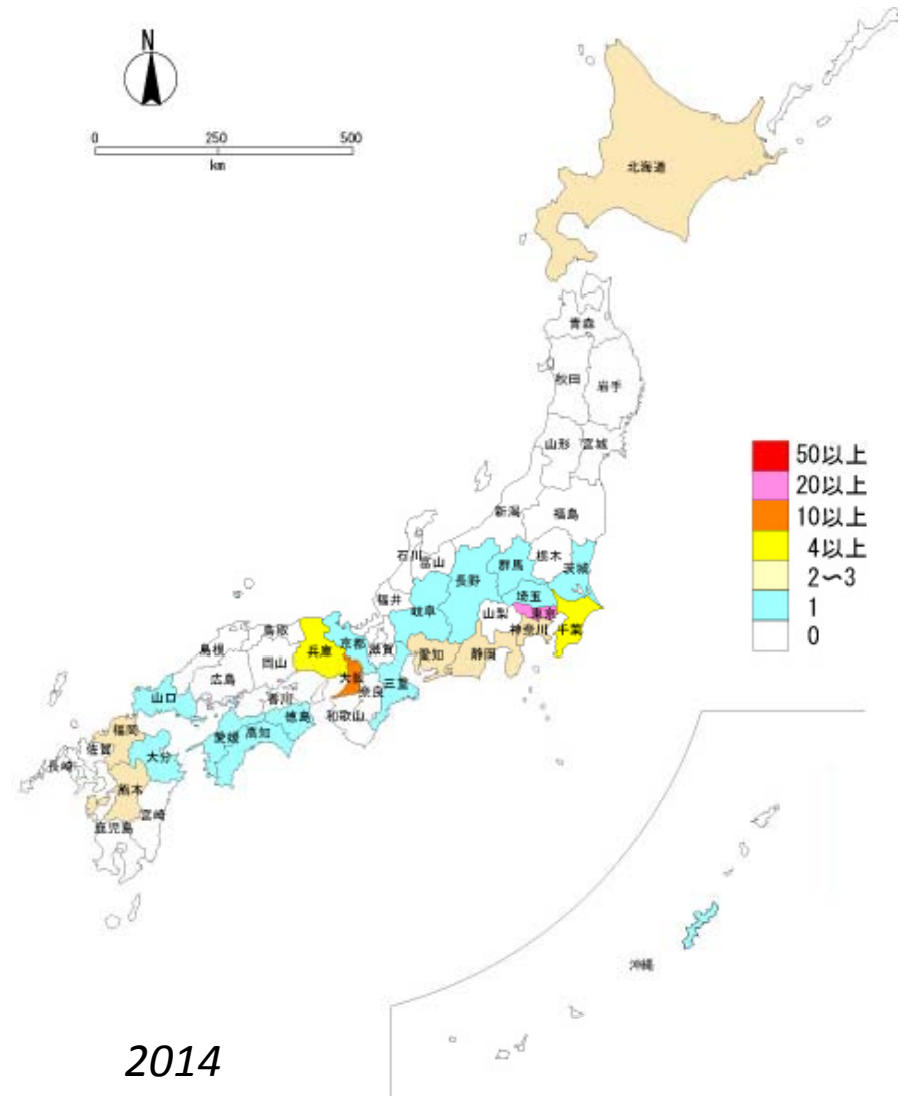 N
0 250 500
km
北海道
青森
秋田
岩手
山形
宮城
新潟
福島
石川
富山
群馬
栃木
茨城
長野
福井
岐阜
埼玉
山梨
東京
神奈川
千葉
鳥取
島根
岡山
兵庫
京都
滋賀
愛知
静岡
広島
大阪
三重
奈良
山口
香川
和歌山
徳島
愛媛
高知
福岡
佐賀
大分
長崎
熊本
宮崎
鹿児島
沖縄
50以上
20以上
10以上
4以上
2〜3
1
0
2014